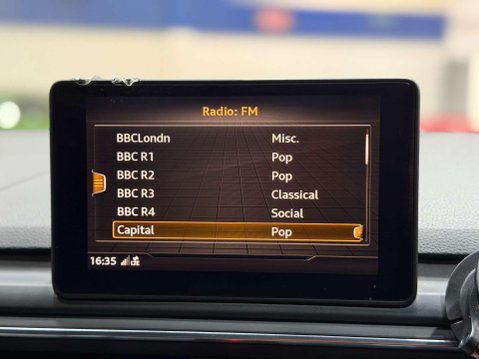 Radio: FM
BBCLondn Misc.
BBC R1 Pop
BBC R2 Pop
BBC R3 Classical
BBC R4 Social
Capital Pop
16:35